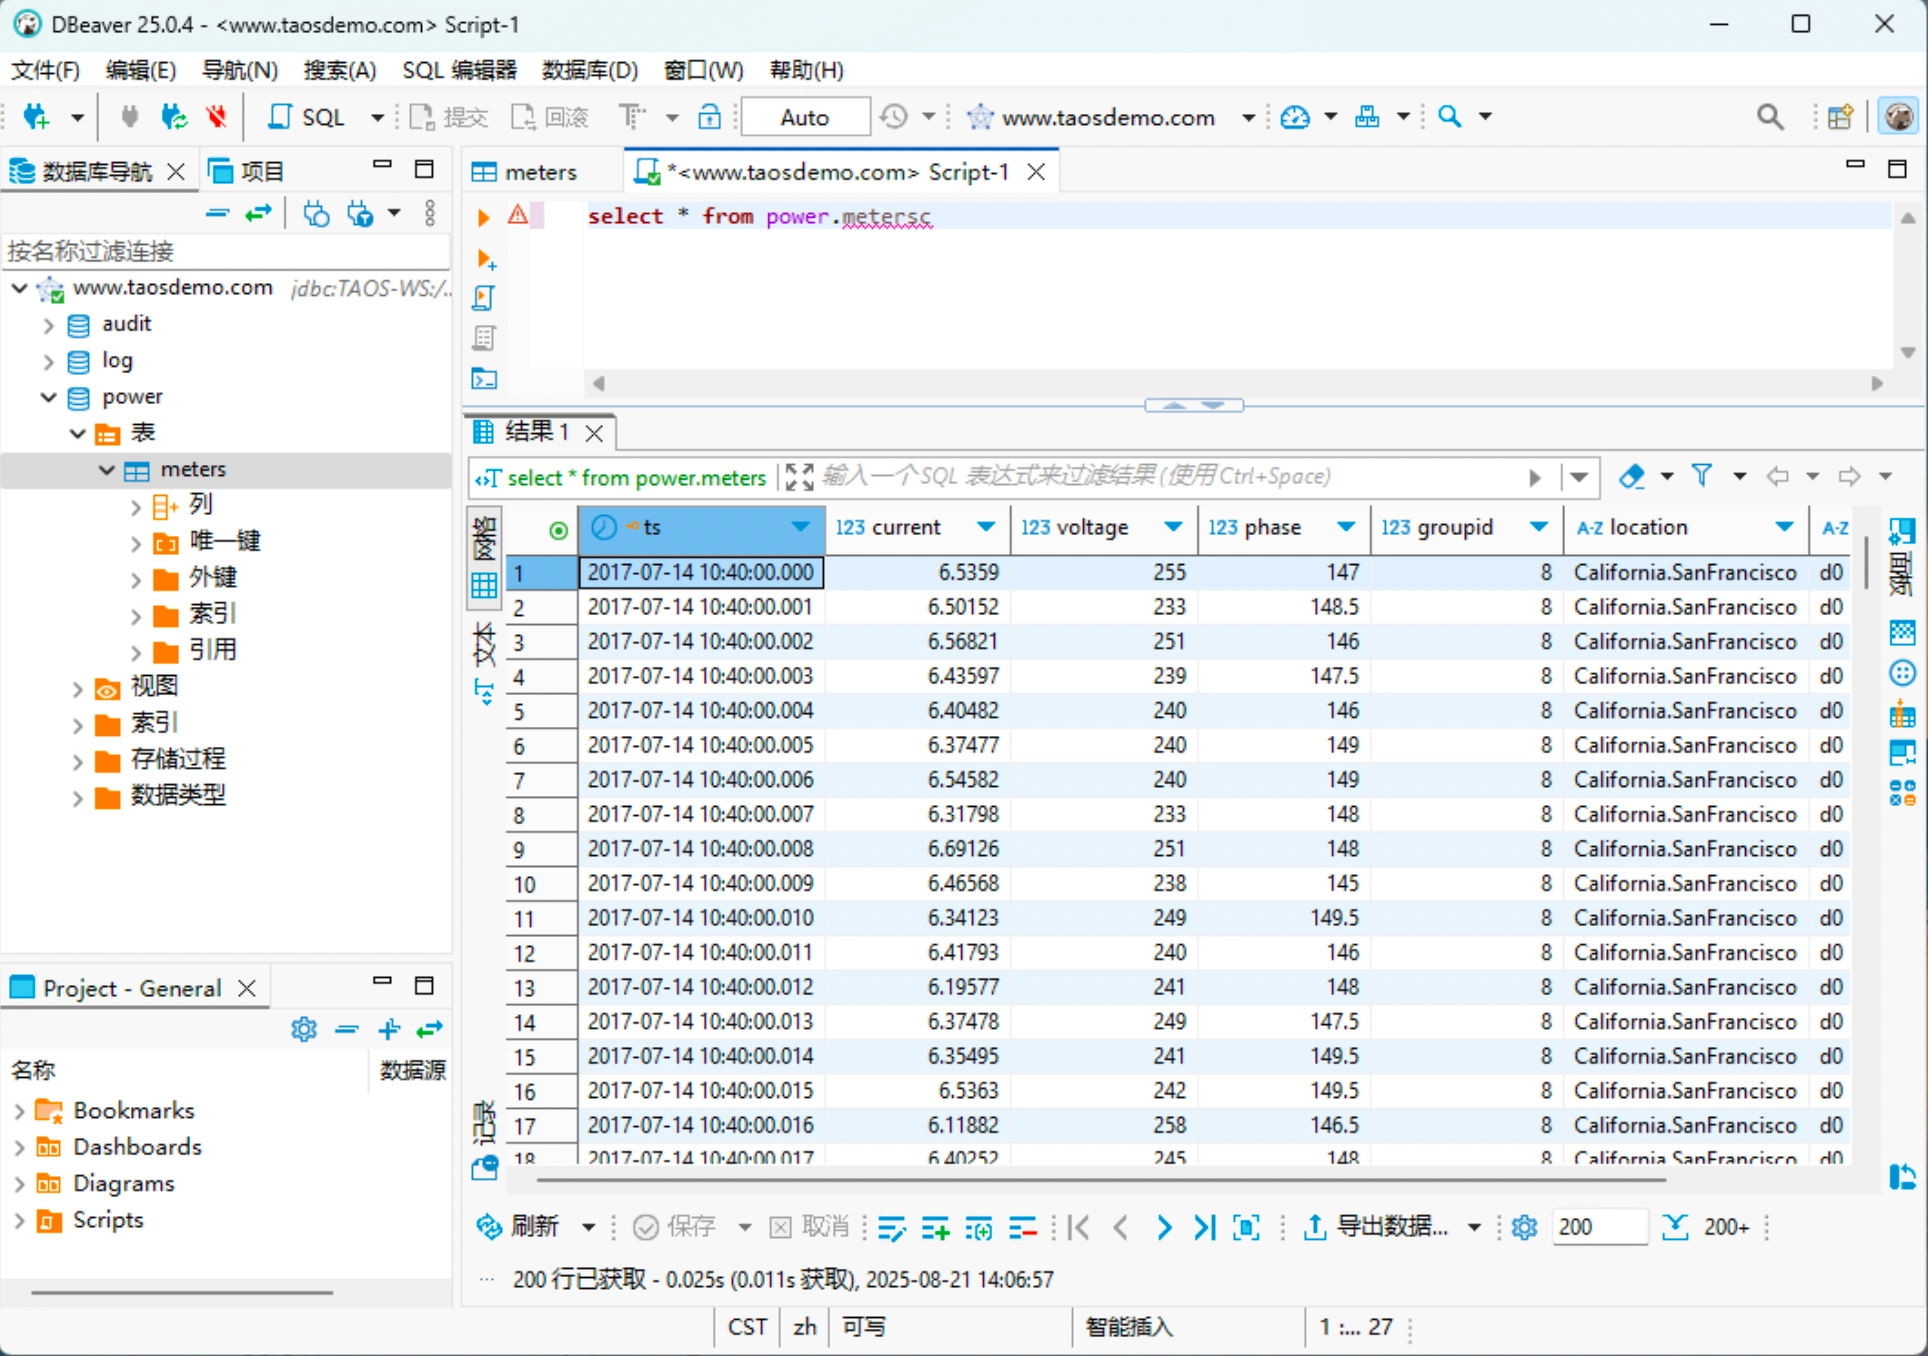 DBeaver 25.0.4 - <www.taosdemo.com> Script-1
文件(F) 编辑(E) 导航(N) 搜索(A) SQL 编辑器 数据库(D) 窗口(W) 帮助(H)
SQL 提交 回滚 Auto www.taosdemo.com
数据库导航 项目
按名称过滤连接
www.taosdemo.com jdbc:TAOS-WS:/..
audit
log
power
表
meters
列
唯一键
外键
索引
引用
视图
索引
存储过程
数据类型
Project - General
名称 数据源
Bookmarks
Dashboards
Diagrams
Scripts
meters *<www.taosdemo.com> Script-1
select * from power.metersc
结果 1
select * from power.meters 输入一个 SQL 表达式来过滤结果 (使用 Ctrl+Space)
网格
文本
记录
面板
ts 123 current 123 voltage 123 phase 123 groupid A-Z location A-Z
1 2017-07-14 10:40:00.000 6.5359 255 147 8 California.SanFrancisco d0
2 2017-07-14 10:40:00.001 6.50152 233 148.5 8 California.SanFrancisco d0
3 2017-07-14 10:40:00.002 6.56821 251 146 8 California.SanFrancisco d0
4 2017-07-14 10:40:00.003 6.43597 239 147.5 8 California.SanFrancisco d0
5 2017-07-14 10:40:00.004 6.40482 240 146 8 California.SanFrancisco d0
6 2017-07-14 10:40:00.005 6.37477 240 149 8 California.SanFrancisco d0
7 2017-07-14 10:40:00.006 6.54582 240 149 8 California.SanFrancisco d0
8 2017-07-14 10:40:00.007 6.31798 233 148 8 California.SanFrancisco d0
9 2017-07-14 10:40:00.008 6.69126 251 148 8 California.SanFrancisco d0
10 2017-07-14 10:40:00.009 6.46568 238 145 8 California.SanFrancisco d0
11 2017-07-14 10:40:00.010 6.34123 249 149.5 8 California.SanFrancisco d0
12 2017-07-14 10:40:00.011 6.41793 240 146 8 California.SanFrancisco d0
13 2017-07-14 10:40:00.012 6.19577 241 148 8 California.SanFrancisco d0
14 2017-07-14 10:40:00.013 6.37478 249 147.5 8 California.SanFrancisco d0
15 2017-07-14 10:40:00.014 6.35495 241 149.5 8 California.SanFrancisco d0
16 2017-07-14 10:40:00.015 6.5363 242 149.5 8 California.SanFrancisco d0
17 2017-07-14 10:40:00.016 6.11882 258 146.5 8 California.SanFrancisco d0
18 2017-07-14 10:40:00.017 6.40252 245 148 8 California.SanFrancisco d0
刷新 保存 取消 导出数据... 200 200+
... 200 行已获取 - 0.025s (0.011s 获取), 2025-08-21 14:06:57
CST zh 可写 智能插入 1 :... 27